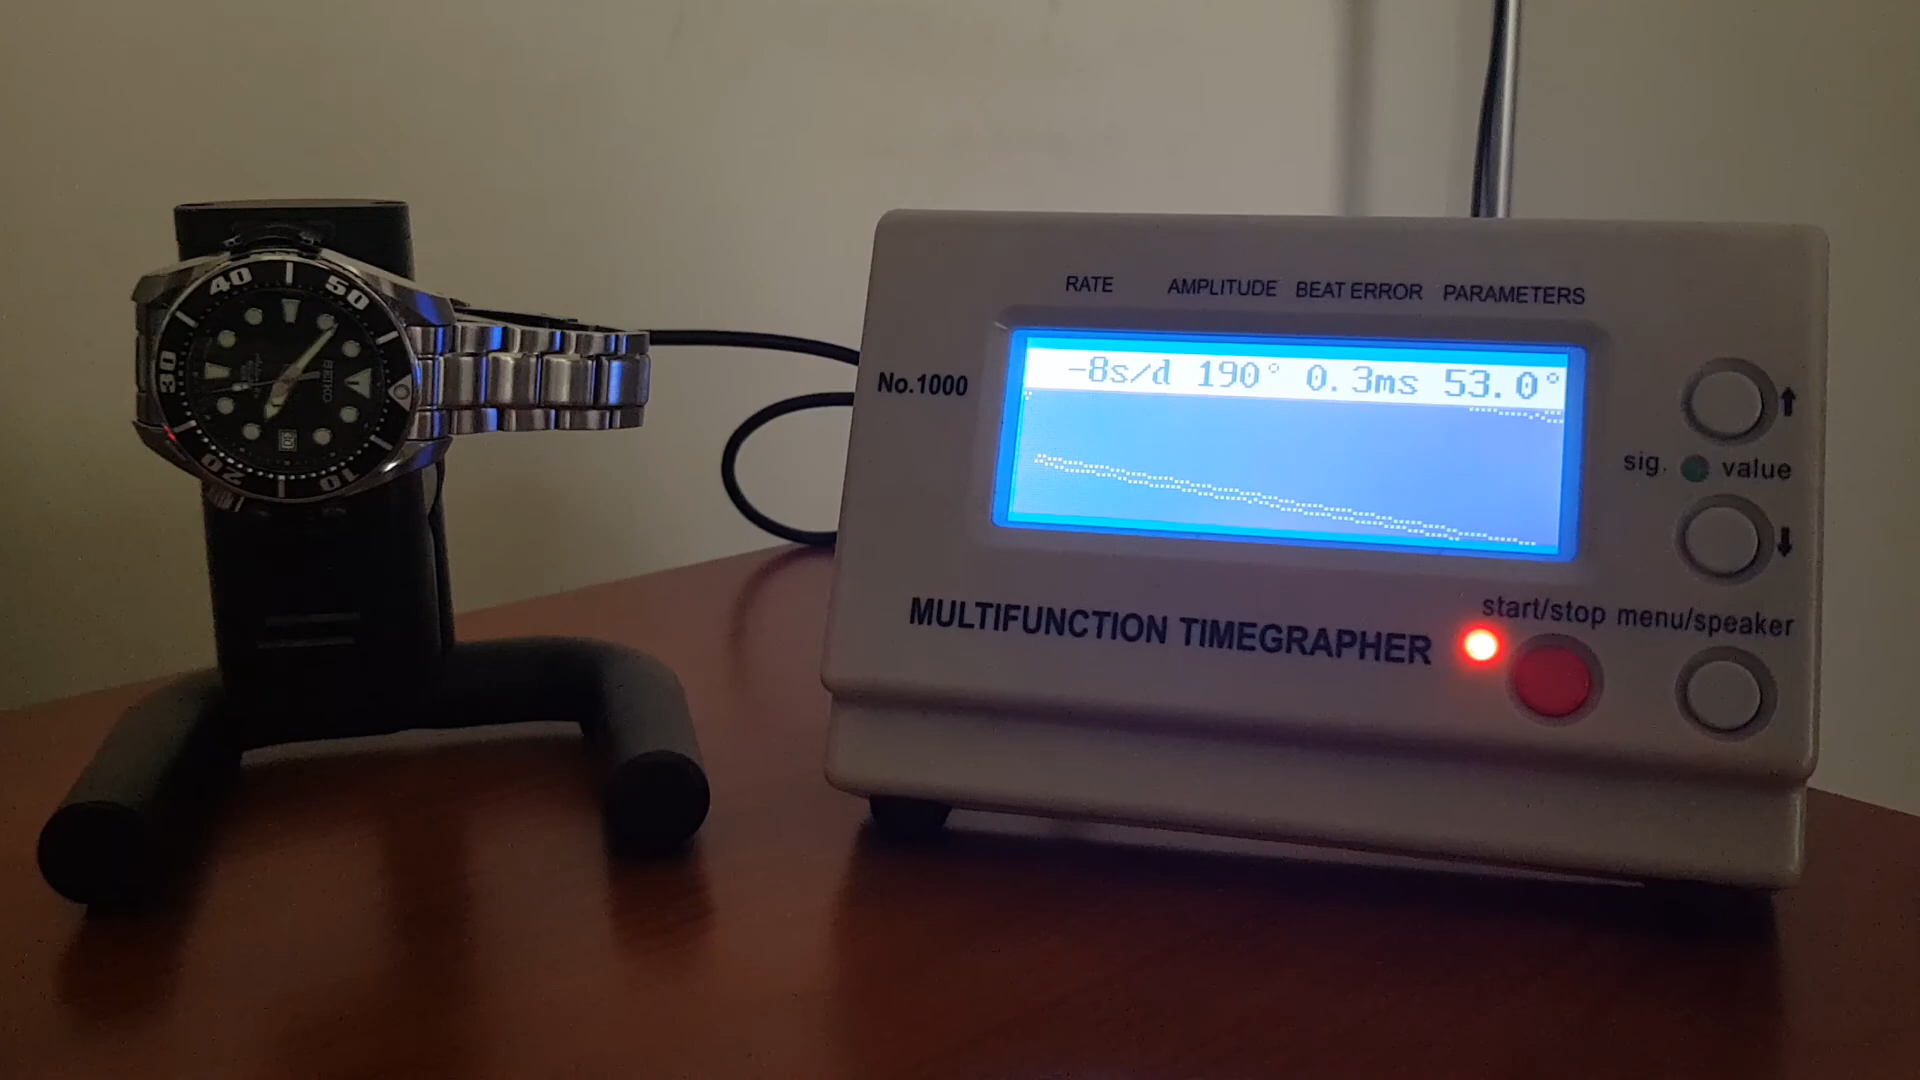 RATE AMPLITUDE BEAT ERROR PARAMETERS
-8s/d 190° 0.3ms 53.0°
No.1000
sig. value
start/stop menu/speaker
MULTIFUNCTION TIMEGRAPHER
40
50
30
20
10
SEIKO